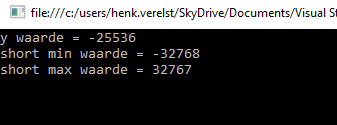 file:///c:/users/henk.verelst/SkyDrive/Documents/Visual St
y waarde = -25536
short min waarde = -32768
short max waarde = 32767